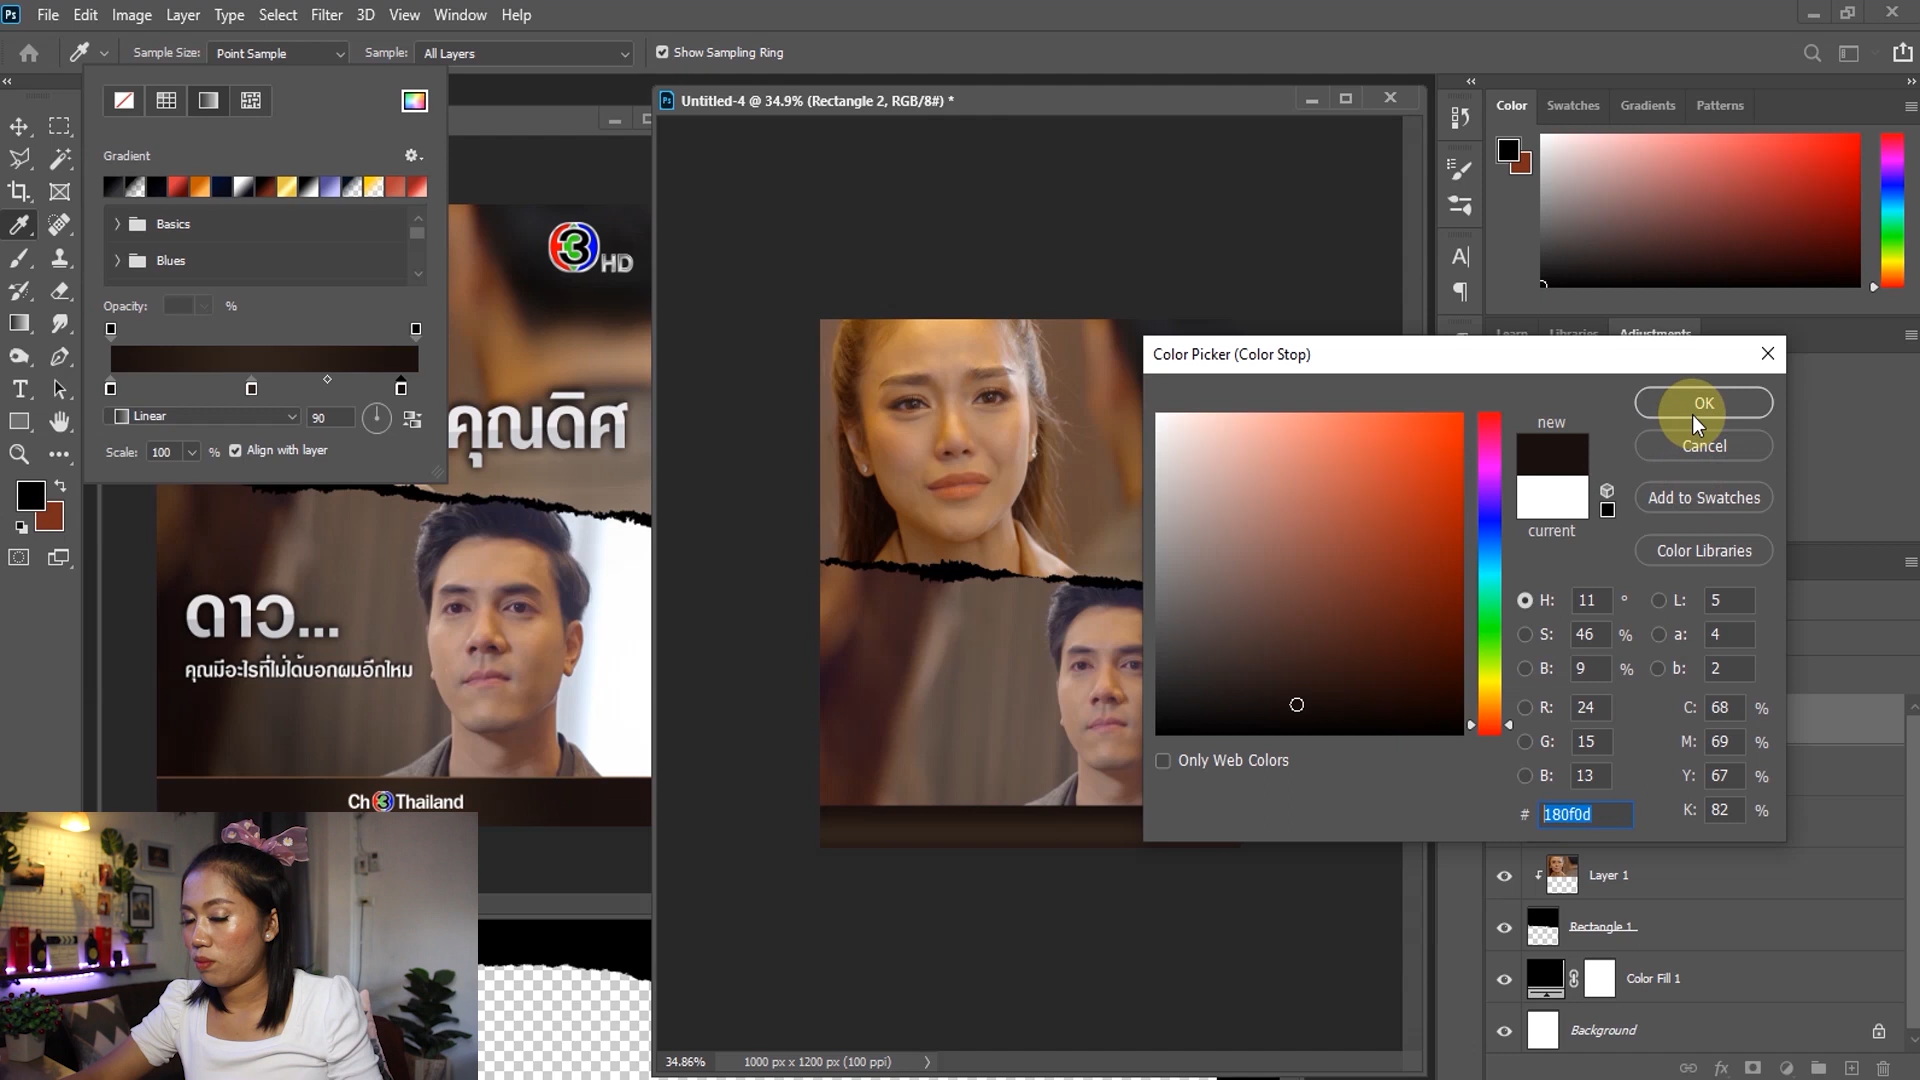 Ps File Edit Image Layer Type Select Filter 3D View Window Help
Sample Size: Point Sample Sample: All Layers Show Sampling Ring
Gradient
Basics
Blues
Opacity: %
Linear 90
Scale: 100 % Align with layer
3 HD
คุณดิศ
ดาว...
คุณมีอะไรที่ไม่ได้บอกผมอีกไหม
Ch3Thailand
Untitled-4 @ 34.9% (Rectangle 2, RGB/8#) *
34.86% 1000 px x 1200 px (100 ppi)
Color Picker (Color Stop)
new
current
OK
Cancel
Add to Swatches
Color Libraries
H: 11 ° L: 5
S: 46 % a: 4
B: 9 % b: 2
R: 24 C: 68 %
G: 15 M: 69 %
B: 13 Y: 67 %
# 180f0d K: 82 %
Only Web Colors
Color Swatches Gradients Patterns
Learn Libraries Adjustments
Layer 1
Rectangle 1
Color Fill 1
Background